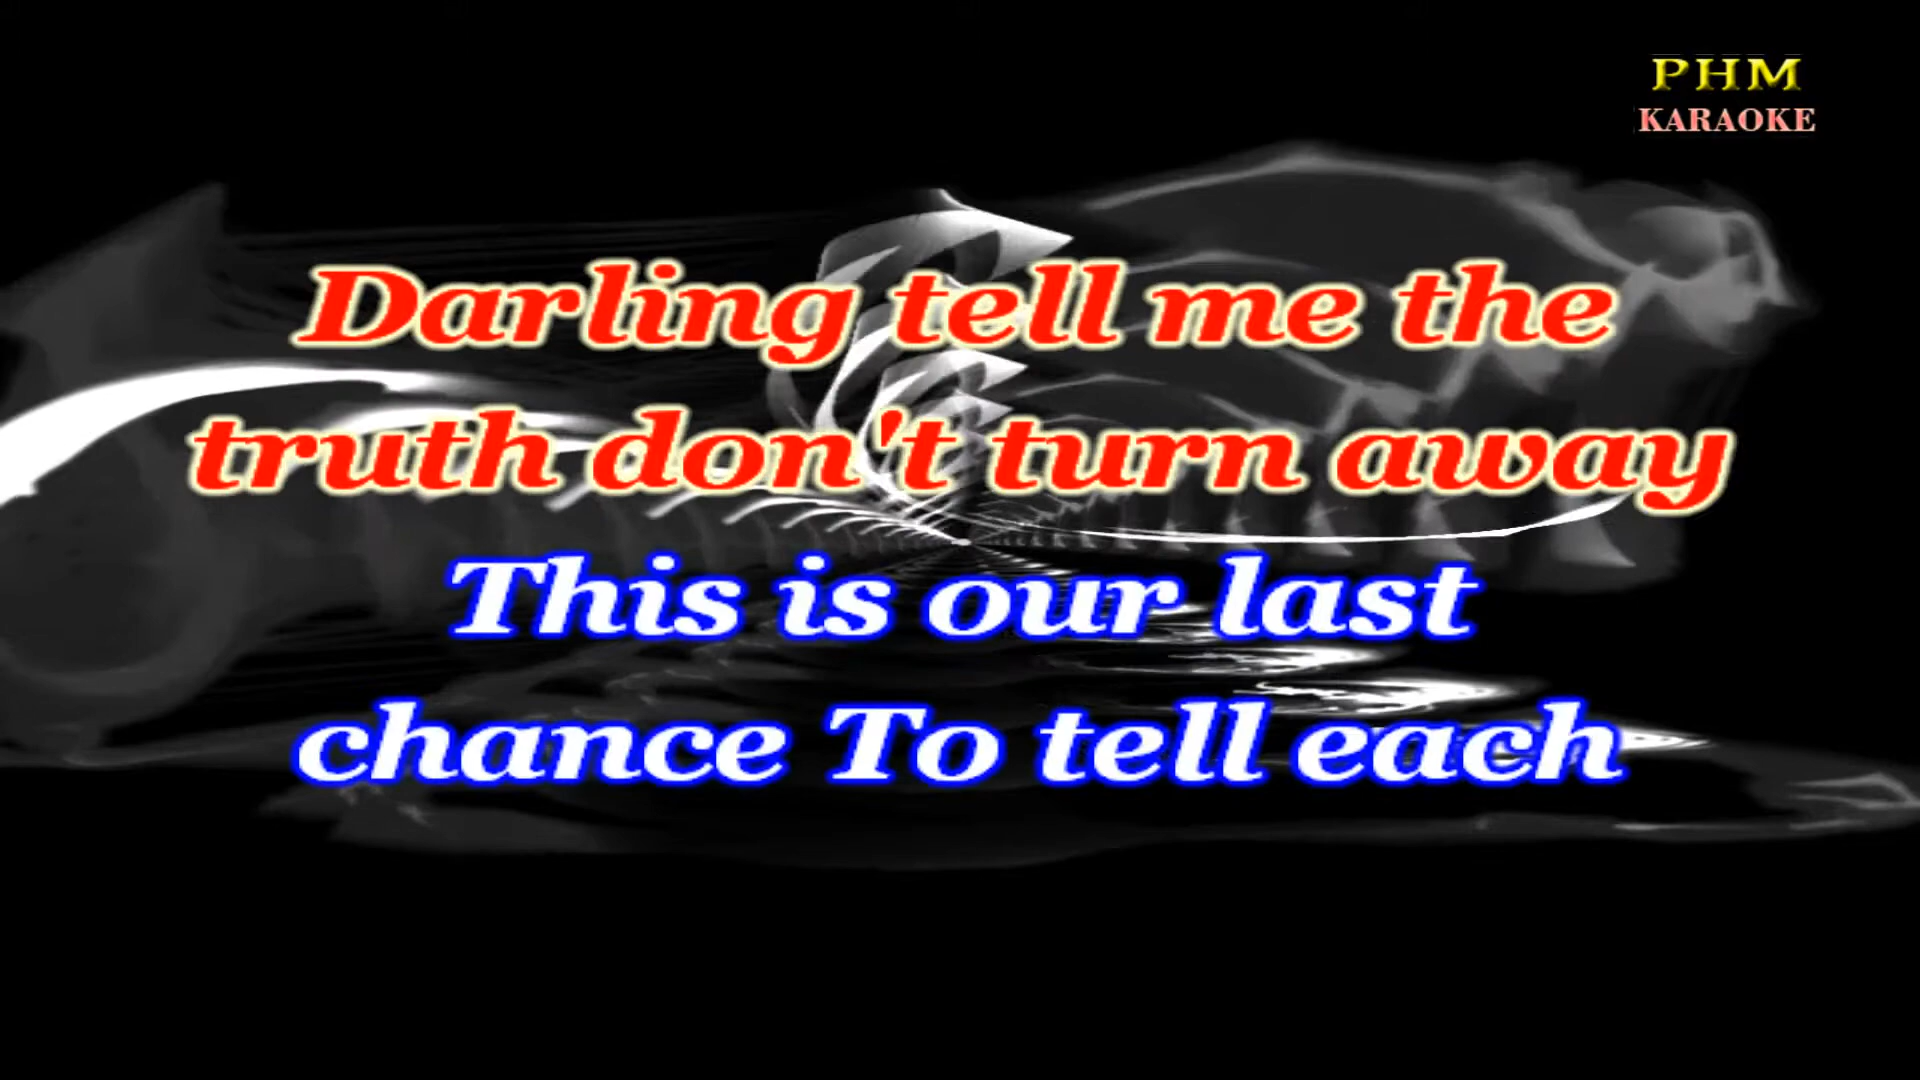 PHM
KARAOKE
Darling tell me the
truth don't turn away
This is our last
chance To tell each